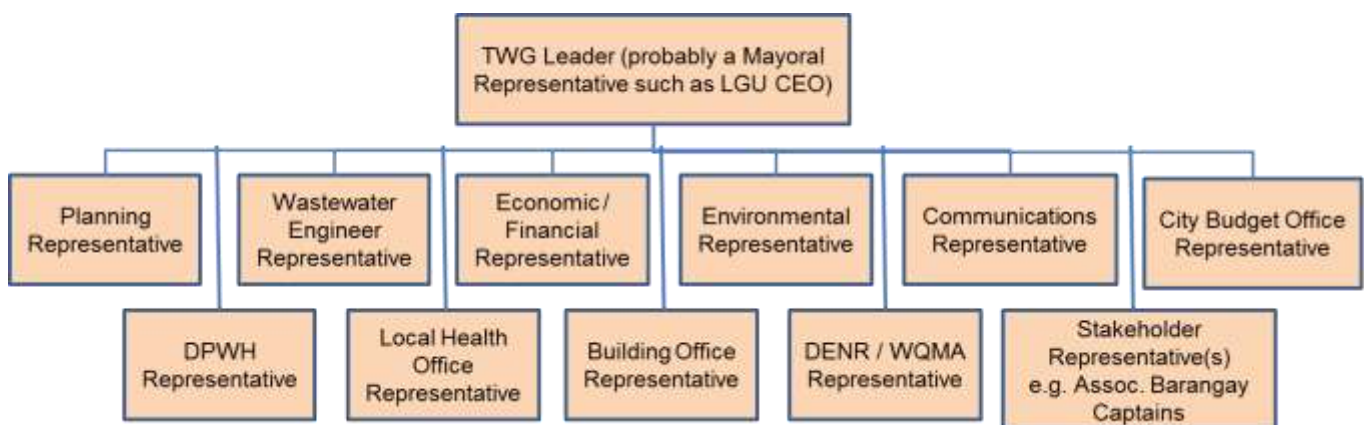 TWG Leader (probably a Mayoral
Representative such as LGU CEO)
Planning
Representative
Wastewater
Engineer
Representative
Economic /
Financial
Representative
Environmental
Representative
Communications
Representative
City Budget Office
Representative
DPWH
Representative
Local Health
Office
Representative
Building Office
Representative
DENR / WQMA
Representative
Stakeholder
Representative(s)
e.g. Assoc. Barangay
Captains